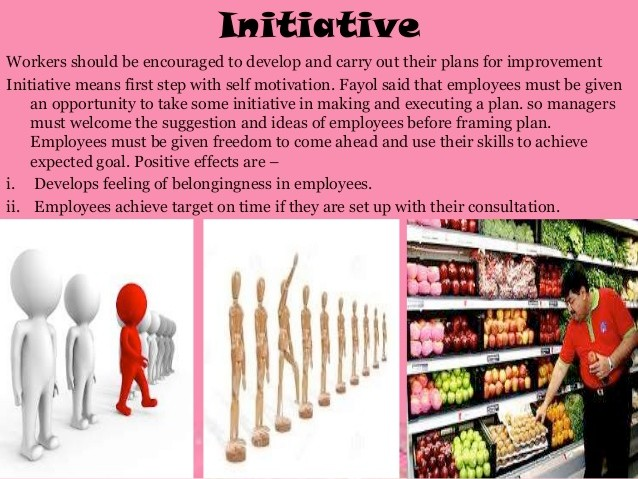 Initiative
Workers should be encouraged to develop and carry out their plans for improvement
Initiative means first step with self motivation. Fayol said that employees must be given
an opportunity to take some initiative in making and executing a plan. so managers
must welcome the suggestion and ideas of employees before framing plan.
Employees must be given freedom to come ahead and use their skills to achieve
expected goal. Positive effects are –
i. Develops feeling of belongingness in employees.
ii. Employees achieve target on time if they are set up with their consultation.